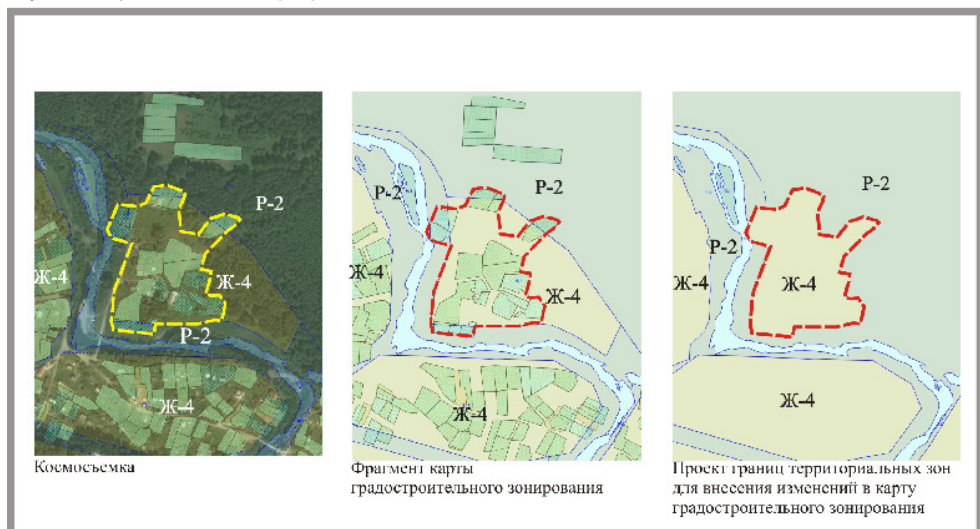 Р-2
Ж-4
Ж-4
Р-2
Ж-4
Космосъемка
Р-2
Р-2
Ж-4
Ж-4
Ж-4
Фрагмент карты
градостроительного зонирования
Р-2
Р-2
Ж-4
Ж-4
Ж-4
Проект границ территориальных зон
для внесения изменений в карту
градостроительного зонирования